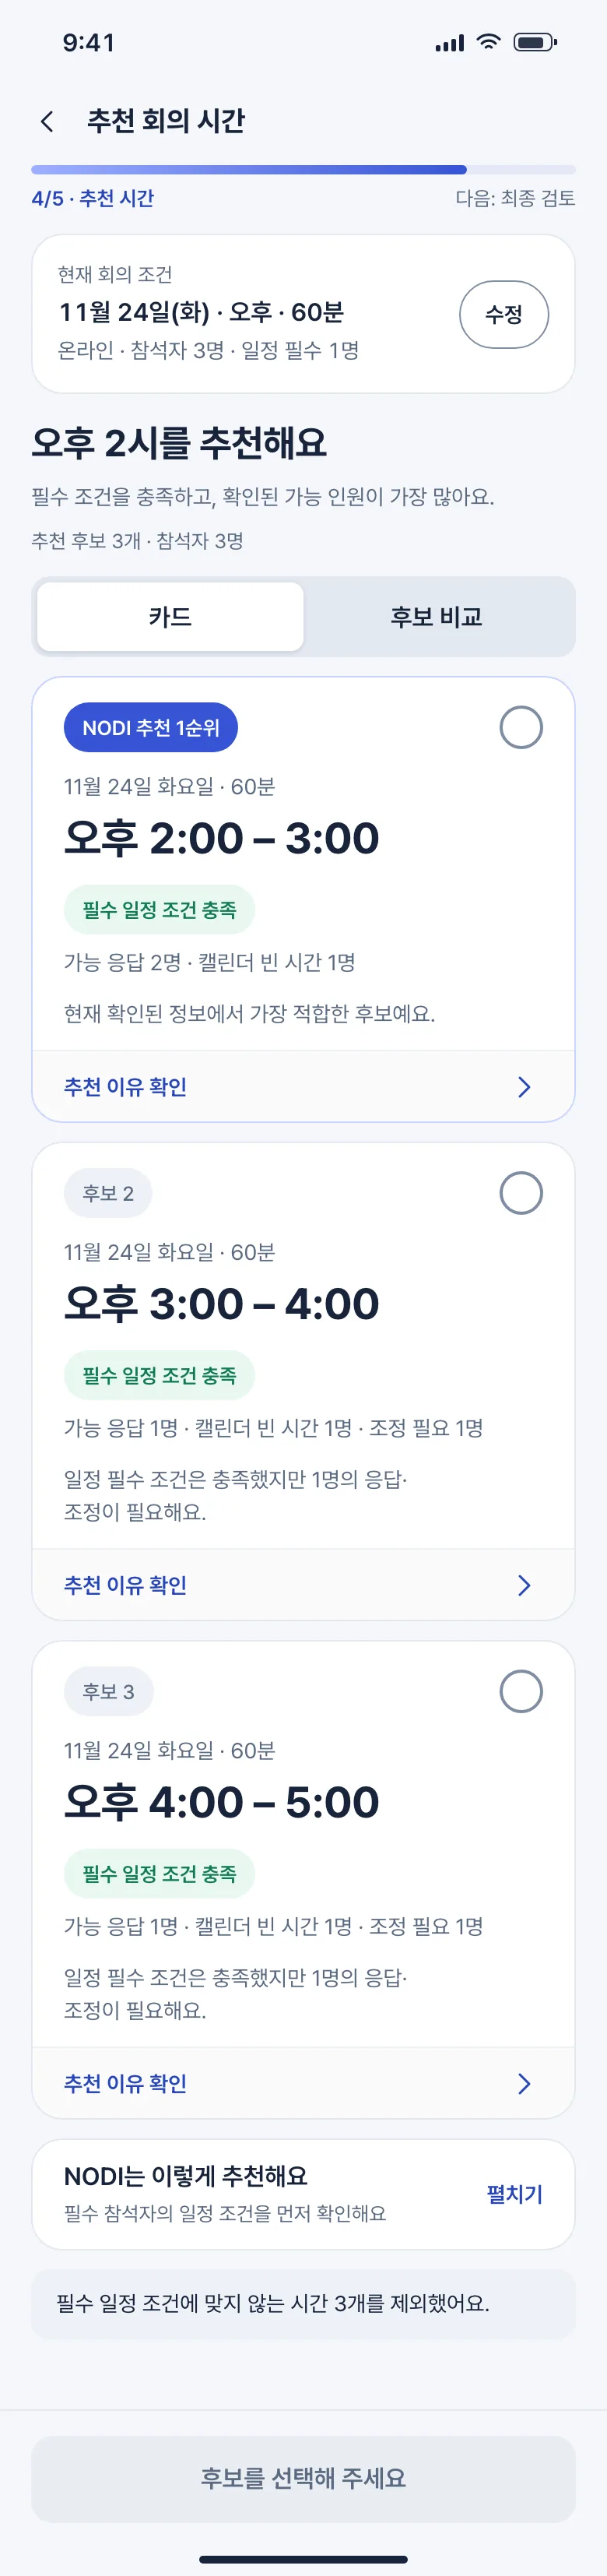 9:41
추천 회의 시간
4/5 · 추천 시간
다음: 최종 검토
현재 회의 조건
11월 24일(화) · 오후 · 60분
온라인 · 참석자 3명 · 일정 필수 1명
수정
오후 2시를 추천해요
필수 조건을 충족하고, 확인된 가능 인원이 가장 많아요.
추천 후보 3개 · 참석자 3명
카드
후보 비교
NODI 추천 1순위
11월 24일 화요일 · 60분
오후 2:00 – 3:00
필수 일정 조건 충족
가능 응답 2명 · 캘린더 빈 시간 1명
현재 확인된 정보에서 가장 적합한 후보예요.
추천 이유 확인
후보 2
11월 24일 화요일 · 60분
오후 3:00 – 4:00
필수 일정 조건 충족
가능 응답 1명 · 캘린더 빈 시간 1명 · 조정 필요 1명
일정 필수 조건은 충족했지만 1명의 응답·
조정이 필요해요.
추천 이유 확인
후보 3
11월 24일 화요일 · 60분
오후 4:00 – 5:00
필수 일정 조건 충족
가능 응답 1명 · 캘린더 빈 시간 1명 · 조정 필요 1명
일정 필수 조건은 충족했지만 1명의 응답·
조정이 필요해요.
추천 이유 확인
NODI는 이렇게 추천해요
필수 참석자의 일정 조건을 먼저 확인해요
펼치기
필수 일정 조건에 맞지 않는 시간 3개를 제외했어요.
후보를 선택해 주세요